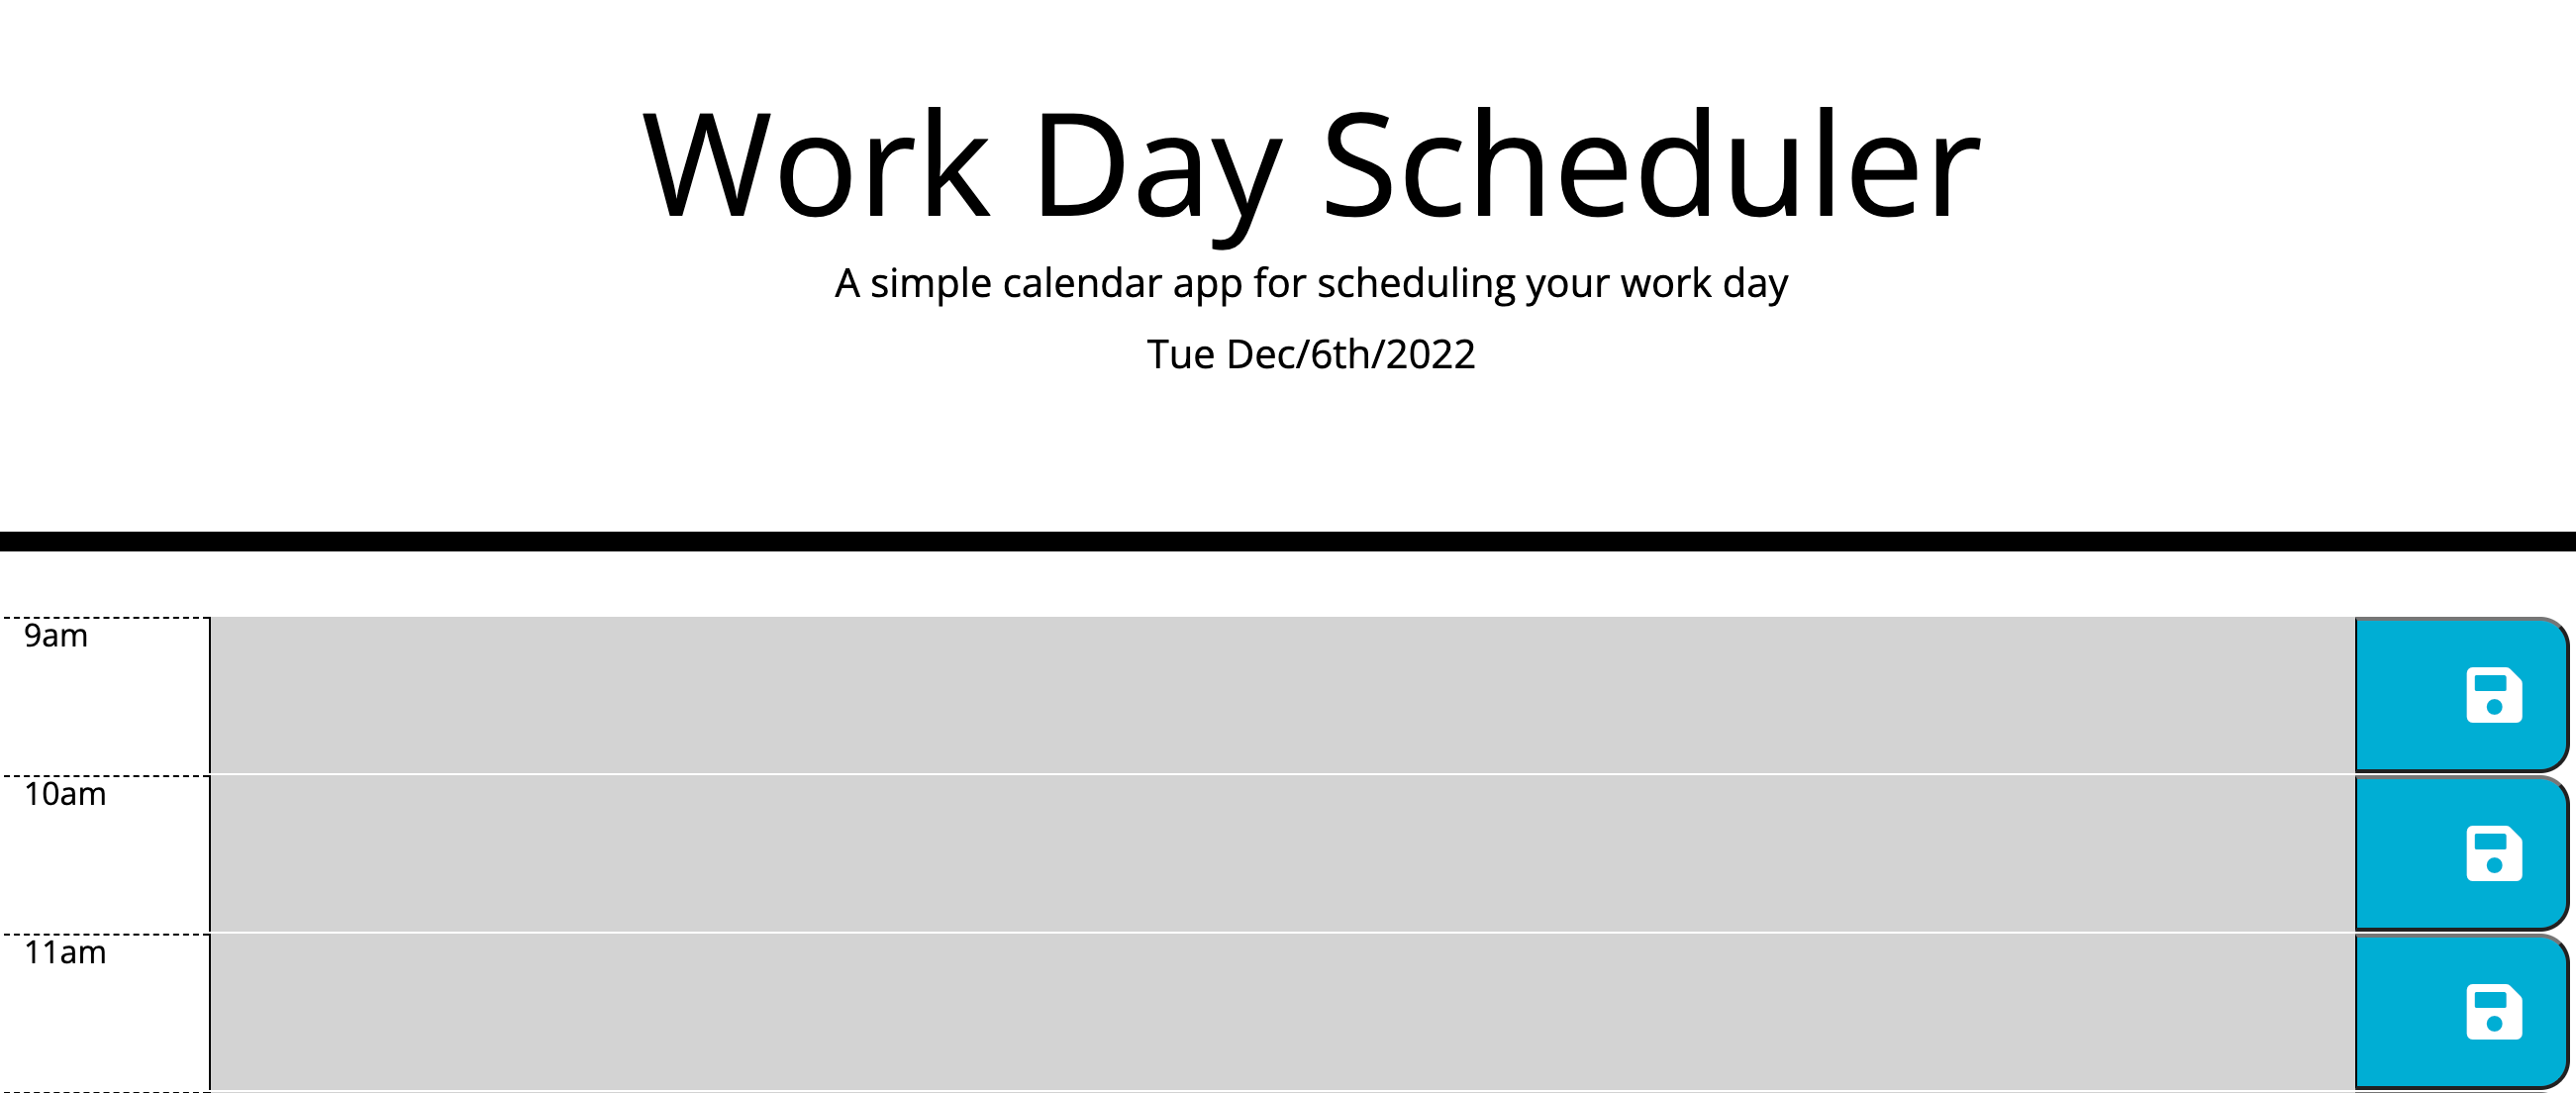 Work Day Scheduler
A simple calendar app for scheduling your work day
Tue Dec/6th/2022
9am
10am
11am